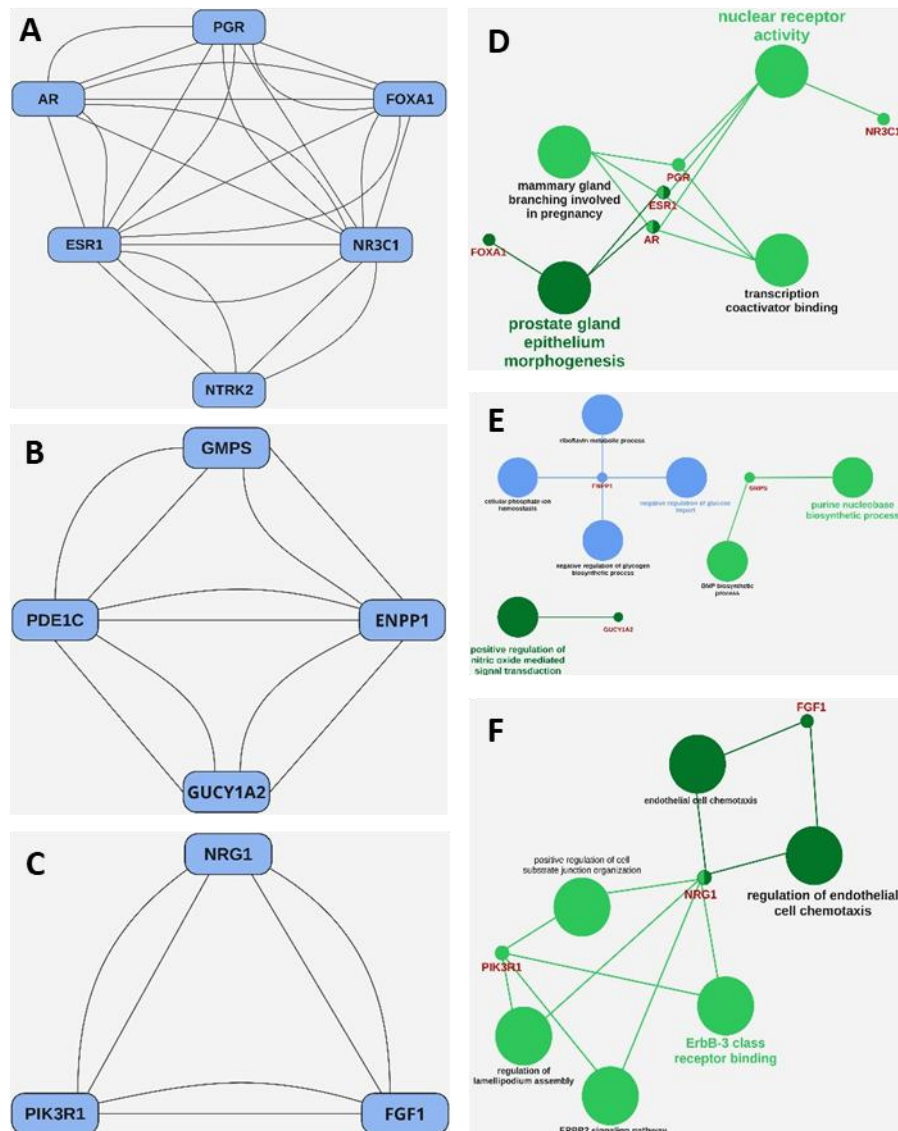 A
PGR
AR
FOXA1
ESR1
NR3C1
NTRK2
B
GMPS
PDE1C
ENPP1
GUCY1A2
C
NRG1
PIK3R1
FGF1
D
nuclear receptor
activity
NR3C1
mammary gland
branching involved
in pregnancy
PGR
ESR1
AR
FOXA1
transcription
coactivator binding
prostate gland
epithelium
morphogenesis
E
riboflavin metabolic process
ENPP1
cellular phosphate ion
homeostasis
negative regulation of glucose
import
negative regulation of glycogen
biosynthetic process
GMPS
purine nucleobase
biosynthetic process
GMP biosynthetic
process
GUCY1A2
positive regulation of
nitric oxide mediated
signal transduction
F
FGF1
endothelial cell chemotaxis
positive regulation of cell
substrate junction organization
NRG1
regulation of endothelial
cell chemotaxis
PIK3R1
ErbB-3 class
receptor binding
regulation of
lamellipodium assembly
ERBB2 signaling pathway